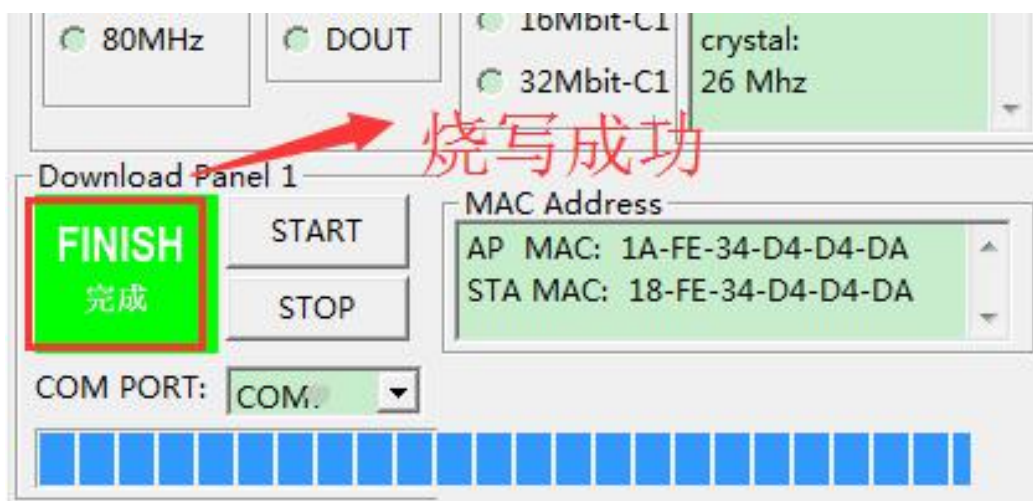 80MHz
DOUT
16Mbit-C1
32Mbit-C1
crystal:
26 Mhz
烧写成功
Download Panel 1
FINISH
完成
START
STOP
MAC Address
AP MAC: 1A-FE-34-D4-D4-DA
STA MAC: 18-FE-34-D4-D4-DA
COM PORT:
COM